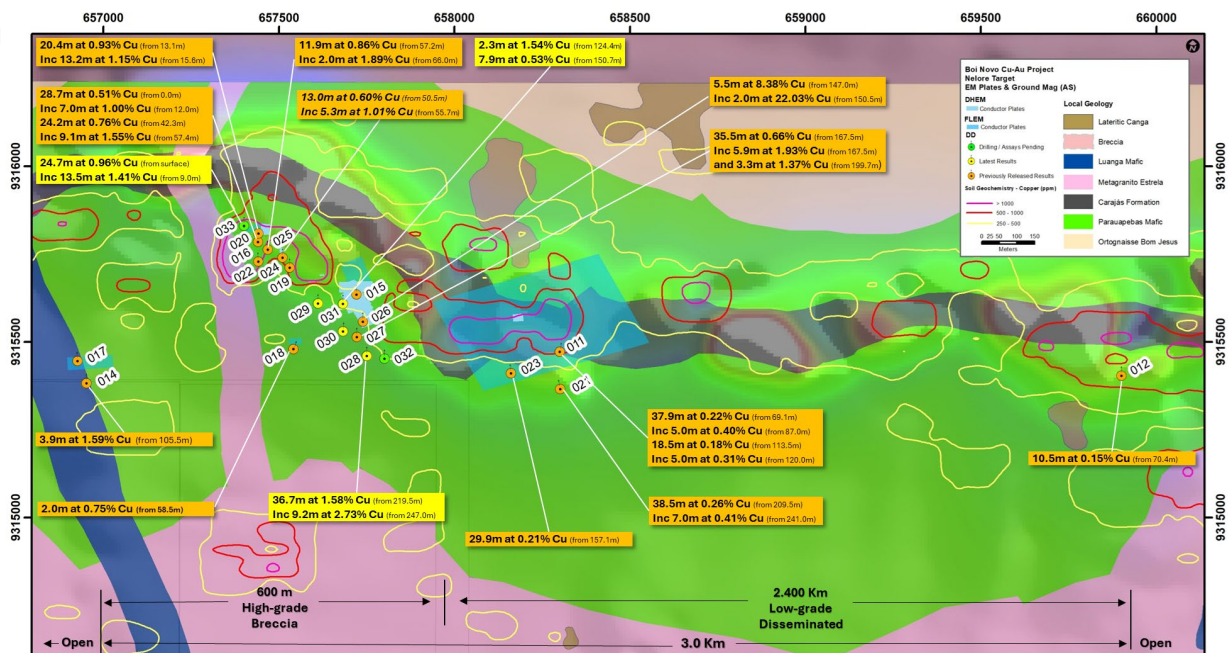 657000 657500 658000 658500 659000 659500 660000
20.4m at 0.93% Cu (from 13.1m)
Inc 13.2m at 1.15% Cu (from 15.6m)
11.9m at 0.86% Cu (from 57.2m)
Inc 2.0m at 1.89% Cu (from 66.0m)
2.3m at 1.54% Cu (from 124.4m)
7.9m at 0.53% Cu (from 150.7m)
28.7m at 0.51% Cu (from 0.0m)
Inc 7.0m at 1.00% Cu (from 12.0m)
24.2m at 0.76% Cu (from 42.3m)
Inc 9.1m at 1.55% Cu (from 57.4m)
13.0m at 0.60% Cu (from 50.5m)
Inc 5.3m at 1.01% Cu (from 55.7m)
5.5m at 8.38% Cu (from 147.0m)
Inc 2.0m at 22.03% Cu (from 150.5m)
35.5m at 0.66% Cu (from 167.5m)
Inc 5.9m at 1.93% Cu (from 167.5m)
and 3.3m at 1.37% Cu (from 199.7m)
24.7m at 0.96% Cu (from surface)
Inc 13.5m at 1.41% Cu (from 9.0m)
Boi Novo Cu-Au Project
Nelore Target
EM Plates & Ground Mag (AS)
DHEM
Conductor Plates
FLEM
Conductor Plates
DD
Drilling / Assays Pending
Latest Results
Previously Released Results
Soil Geochemistry - Copper (ppm)
> 1000
500 - 1000
250 - 500
0 25 50 100 150
Meters
Local Geology
Lateritic Canga
Breccia
Luanga Mafic
Metagranito Estrela
Carajás Formation
Parauapebas Mafic
Ortognaisse Bom Jesus
9316000
9316000
9315500
9315500
9315000
9315000
033
020
016
022
025
024
019
029
031
015
026
030
027
018
028
032
017
014
023
011
021
012
3.9m at 1.59% Cu (from 105.5m)
2.0m at 0.75% Cu (from 58.5m)
36.7m at 1.58% Cu (from 219.5m)
Inc 9.2m at 2.73% Cu (from 247.0m)
29.9m at 0.21% Cu (from 157.1m)
37.9m at 0.22% Cu (from 69.1m)
Inc 5.0m at 0.40% Cu (from 87.0m)
18.5m at 0.18% Cu (from 113.5m)
Inc 5.0m at 0.31% Cu (from 120.0m)
38.5m at 0.26% Cu (from 209.5m)
Inc 7.0m at 0.41% Cu (from 241.0m)
10.5m at 0.15% Cu (from 70.4m)
600 m
High-grade
Breccia
2.400 Km
Low-grade
Disseminated
Open
3.0 Km
Open